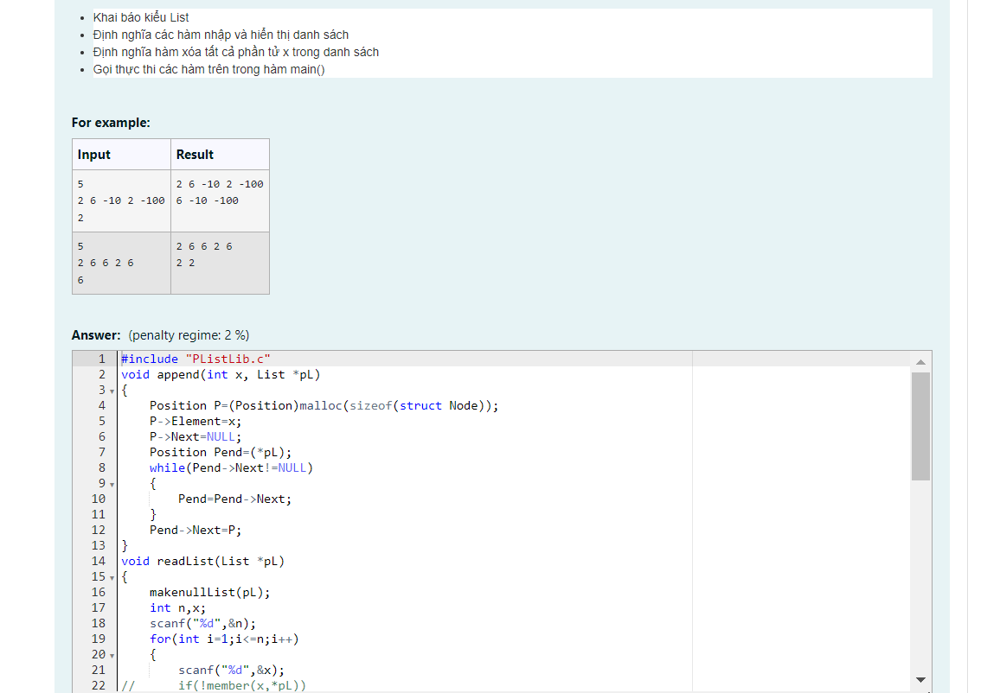 Khai báo kiểu List
Định nghĩa các hàm nhập và hiển thị danh sách
Định nghĩa hàm xóa tất cả phần tử x trong danh sách
Gọi thực thi các hàm trên trong hàm main()
For example:
Input Result
5
2 6 -10 2 -100
2
2 6 -10 2 -100
6 -10 -100
5
2 6 6 2 6
6
2 6 6 2 6
2 2
Answer: (penalty regime: 2 %)
1 #include "PListLib.c"
2 void append(int x, List *pL)
3 {
4 Position P=(Position)malloc(sizeof(struct Node));
5 P->Element=x;
6 P->Next=NULL;
7 Position Pend=(*pL);
8 while(Pend->Next!=NULL)
9 {
10 Pend=Pend->Next;
11 }
12 Pend->Next=P;
13 }
14 void readList(List *pL)
15 {
16 makenullList(pL);
17 int n,x;
18 scanf("%d",&n);
19 for(int i=1;i<=n;i++)
20 {
21 scanf("%d",&x);
22 // if(!member(x,*pL))